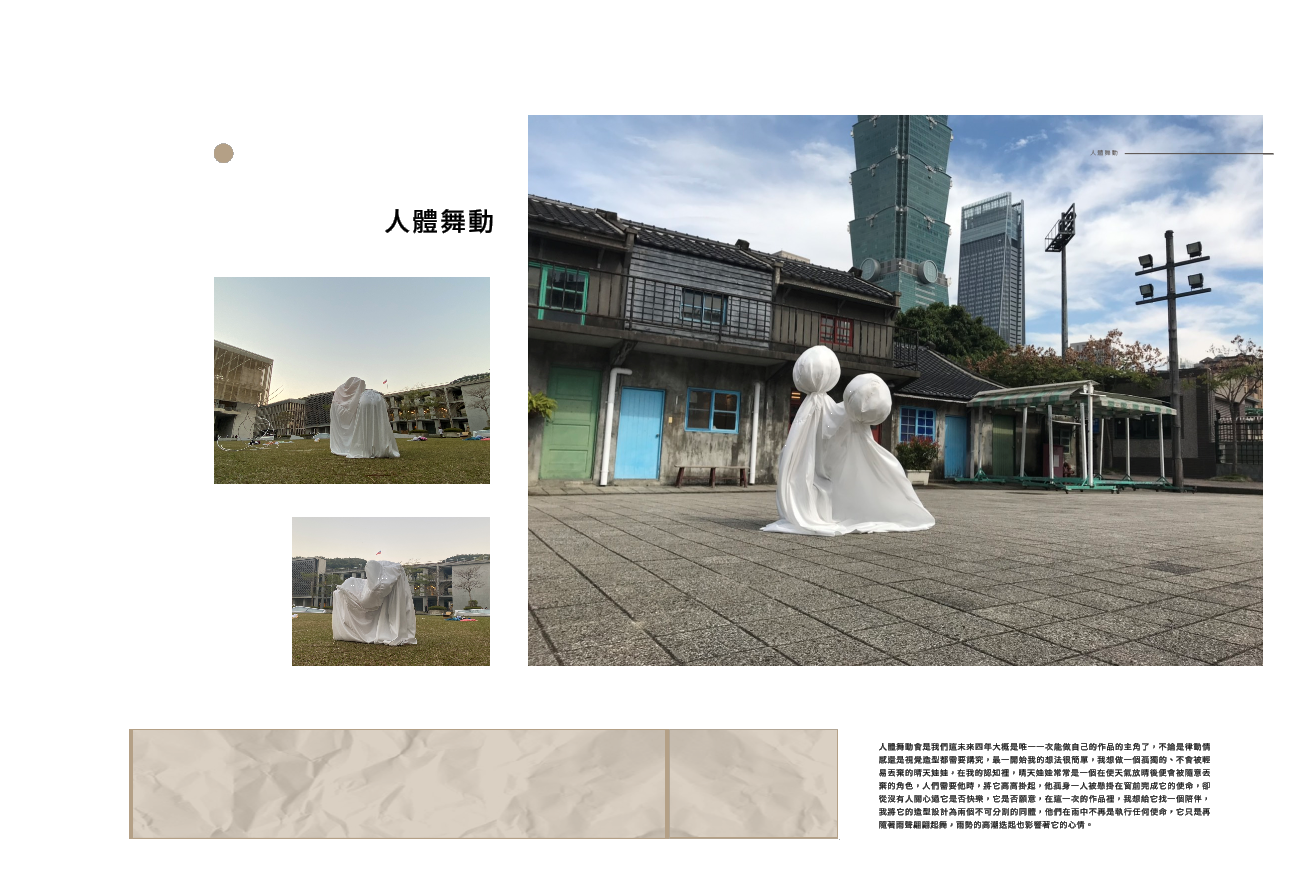 人體舞動
人體舞動
人體舞動會是我們這未來四年大概是唯一一次能做自己的作品的主角了，不論是律動情
感還是視覺造型都需要講究，最一開始我的想法很簡單，我想做一個孤獨的、不會被輕
易丟棄的晴天娃娃，在我的認知裡，晴天娃娃常常是一個在使天氣放晴後便會被隨意丟
棄的角色，人們需要他時，將它高高掛起，他孤身一人被懸掛在窗前完成它的使命，卻
從沒有人關心過它是否快樂，它是否願意，在這一次的作品裡，我想給它找一個陪伴，
我將它的造型設計為兩個不可分割的同體，他們在雨中不再是執行任何使命，它只是再
隨著雨聲翩翩起舞，雨勢的高潮迭起也影響著它的心情。